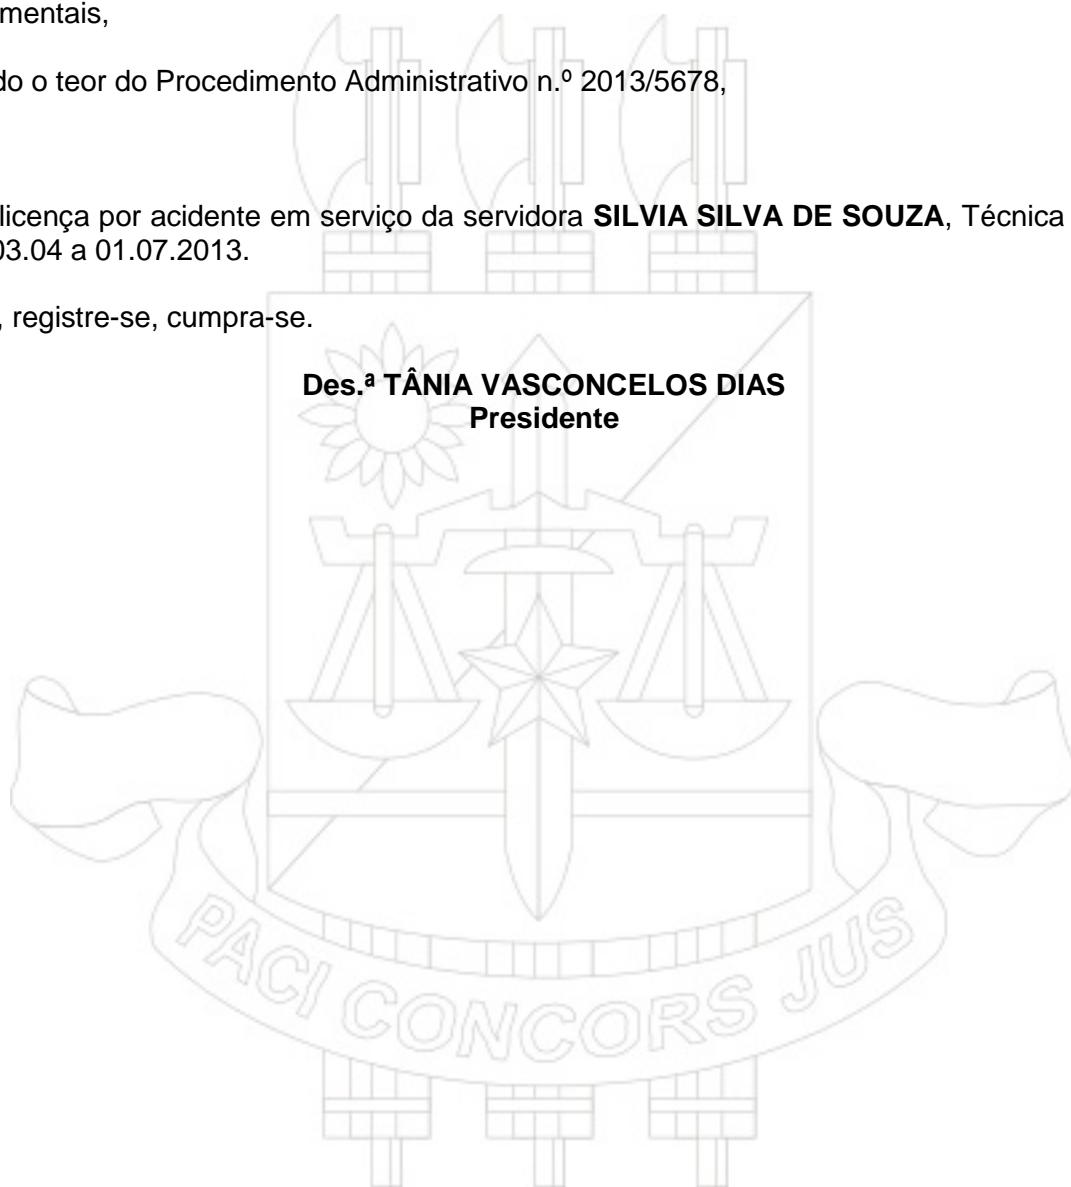 mentais,
do o teor do Procedimento Administrativo n.º 2013/5678,
licença por acidente em serviço da servidora SILVIA SILVA DE SOUZA, Técnica
03.04 a 01.07.2013.
, registre-se, cumpra-se.
Des.ª TÂNIA VASCONCELOS DIAS
Presidente
PACI CONCORS JUS